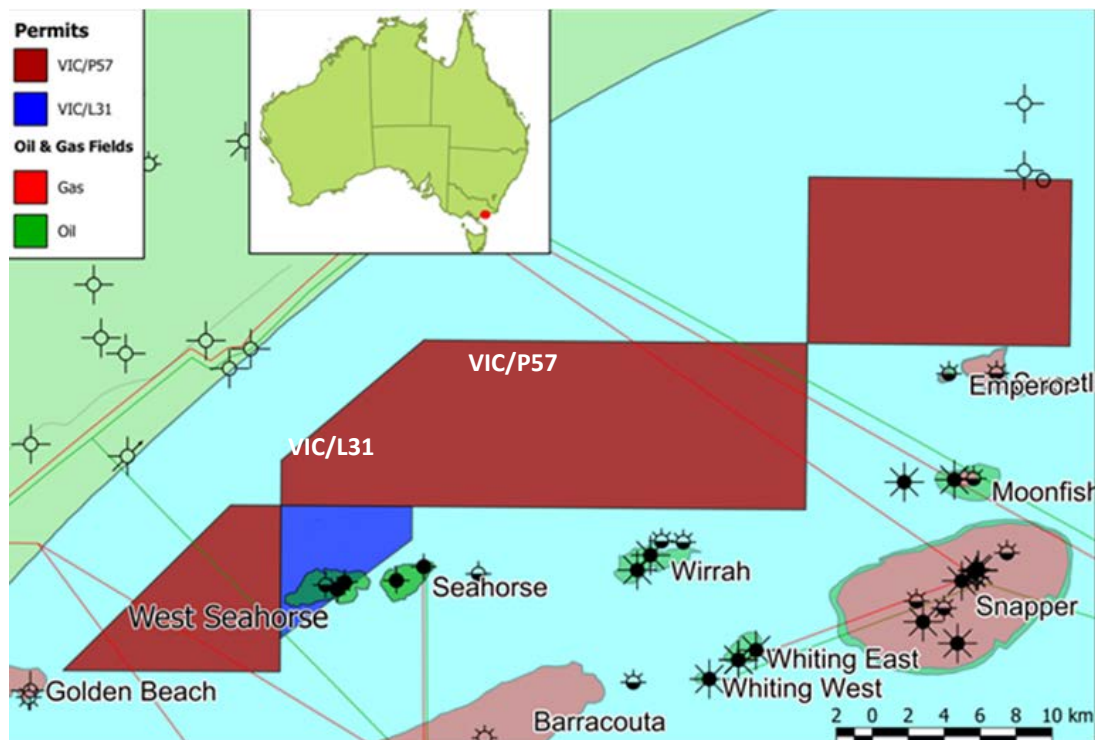 Permits
VIC/P57
VIC/L31
Oil & Gas Fields
Gas
Oil
VIC/P57
Emperor
VIC/L31
Moonfish
Wirrah
Seahorse
West Seahorse
Snapper
Whiting East
Whiting West
Golden Beach
Barracouta
2 0 2 4 6 8 10 km